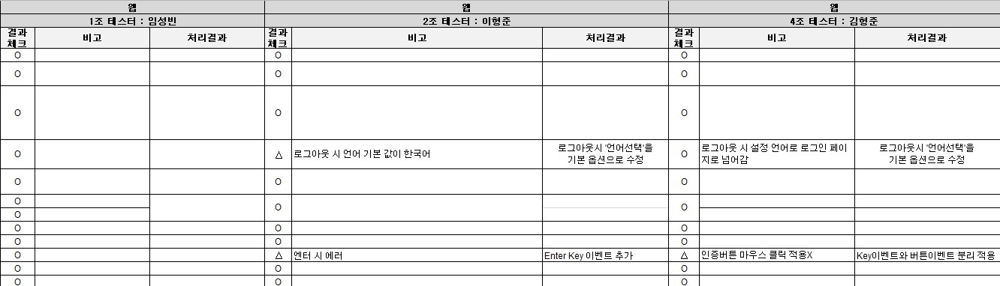 웹 웹 웹
1조 테스터 : 임성빈 2조 테스터 : 이형준 4조 테스터 : 김형준
결과 비고 처리결과 결과 비고 처리결과 결과 비고 처리결과
체크 체크 체크
O O O
O O O
O O O
로그아웃시 '언어선택'을 로그아웃 시 설정 언어로 로그인 페이 로그아웃시 '언어선택'을
O △ 로그아웃 시 언어 기본 값이 한국어 O
기본 옵션으로 수정 지로 넘어감 기본 옵션으로 수정
O O O
O
O O
O
O O O
O O O
O △ 엔터 시 에러 Enter Key 이벤트 추가 △ 인증버튼 마우스 클릭 적용X Key이벤트와 버튼이벤트 분리 적용
O O O
O O O